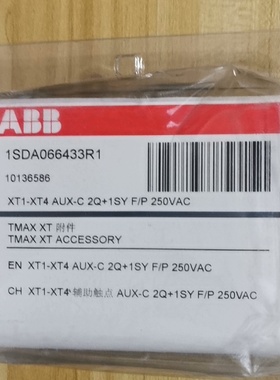 ABB
1SDA066433R1
10136586
XT1-XT4 AUX-C 2Q+1SY F/P 250VAC
TMAX XT 附件
TMAX XT ACCESSORY
EN XT1-XT4 AUX-C 2Q+1SY F/P 250VAC
CH XT1-XT4 辅助触点 AUX-C 2Q+1SY F/P 250VAC